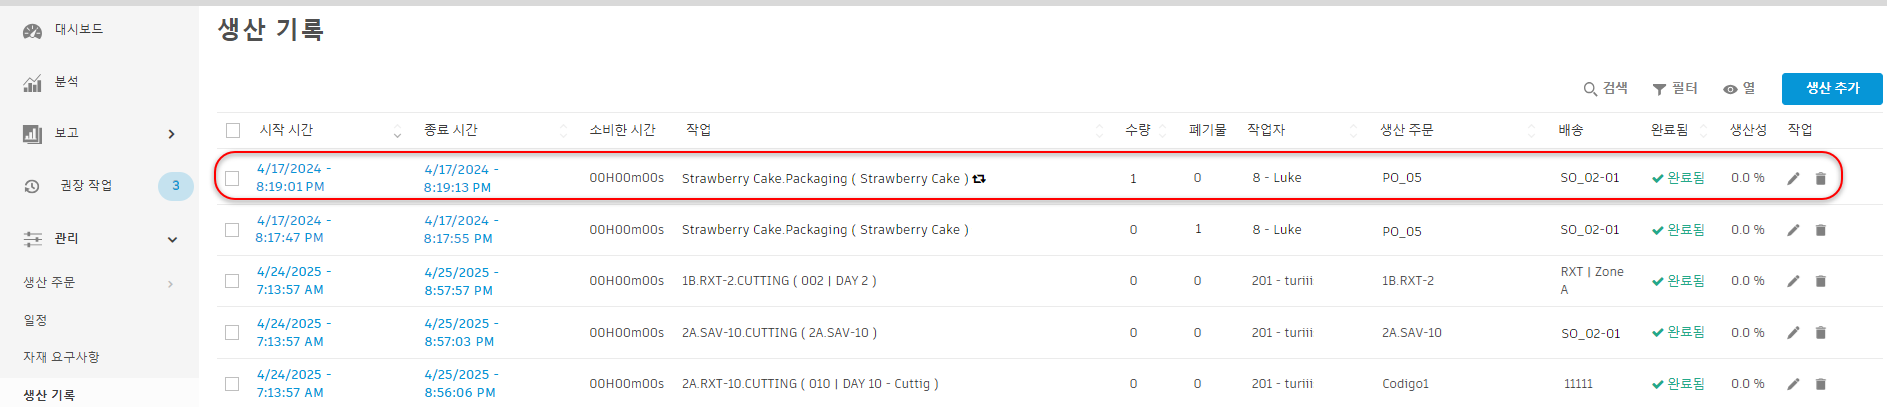 생산 기록
대시보드
분석
보고
권장 작업 3
관리
생산 주문
일정
자재 요구사항
생산 기록
검색 필터 열 생산 추가
시작 시간 종료 시간 소비한 시간 작업 수량 폐기물 작업자 생산 주문 배송 완료됨 생산성 작업
4/17/2024 -
8:19:01 PM
4/17/2024 -
8:19:13 PM
00H00m00s Strawberry Cake.Packaging ( Strawberry Cake ) 1 0 8 - Luke PO_05 SO_02-01 완료됨 0.0 %
4/17/2024 -
8:17:47 PM
4/17/2024 -
8:17:55 PM
00H00m00s Strawberry Cake.Packaging ( Strawberry Cake ) 0 1 8 - Luke PO_05 SO_02-01 완료됨 0.0 %
4/24/2025 -
7:13:57 AM
4/25/2025 -
8:57:57 PM
00H00m00s 1B.RXT-2.CUTTING ( 002 | DAY 2 ) 0 0 201 - turiii 1B.RXT-2
RXT | Zone
A
완료됨 0.0 %
4/24/2025 -
7:13:57 AM
4/25/2025 -
8:57:03 PM
00H00m00s 2A.SAV-10.CUTTING ( 2A.SAV-10 ) 0 0 201 - turiii 2A.SAV-10 SO_02-01 완료됨 0.0 %
4/24/2025 -
7:13:57 AM
4/25/2025 -
8:56:06 PM
00H00m00s 2A.RXT-10.CUTTING ( 010 | DAY 10 - Cuttig ) 0 0 201 - turiii Codigo1 11111 완료됨 0.0 %